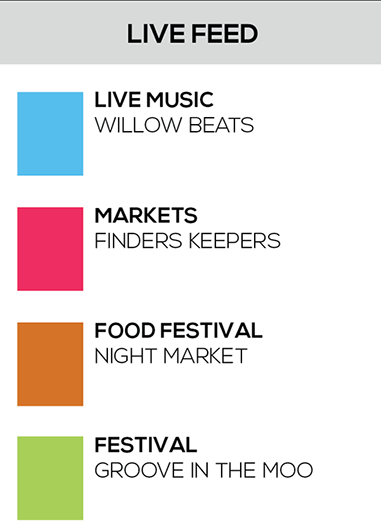 LIVE FEED
LIVE MUSIC
WILLOW BEATS
MARKETS
FINDERS KEEPERS
FOOD FESTIVAL
NIGHT MARKET
FESTIVAL
GROOVE IN THE MOO